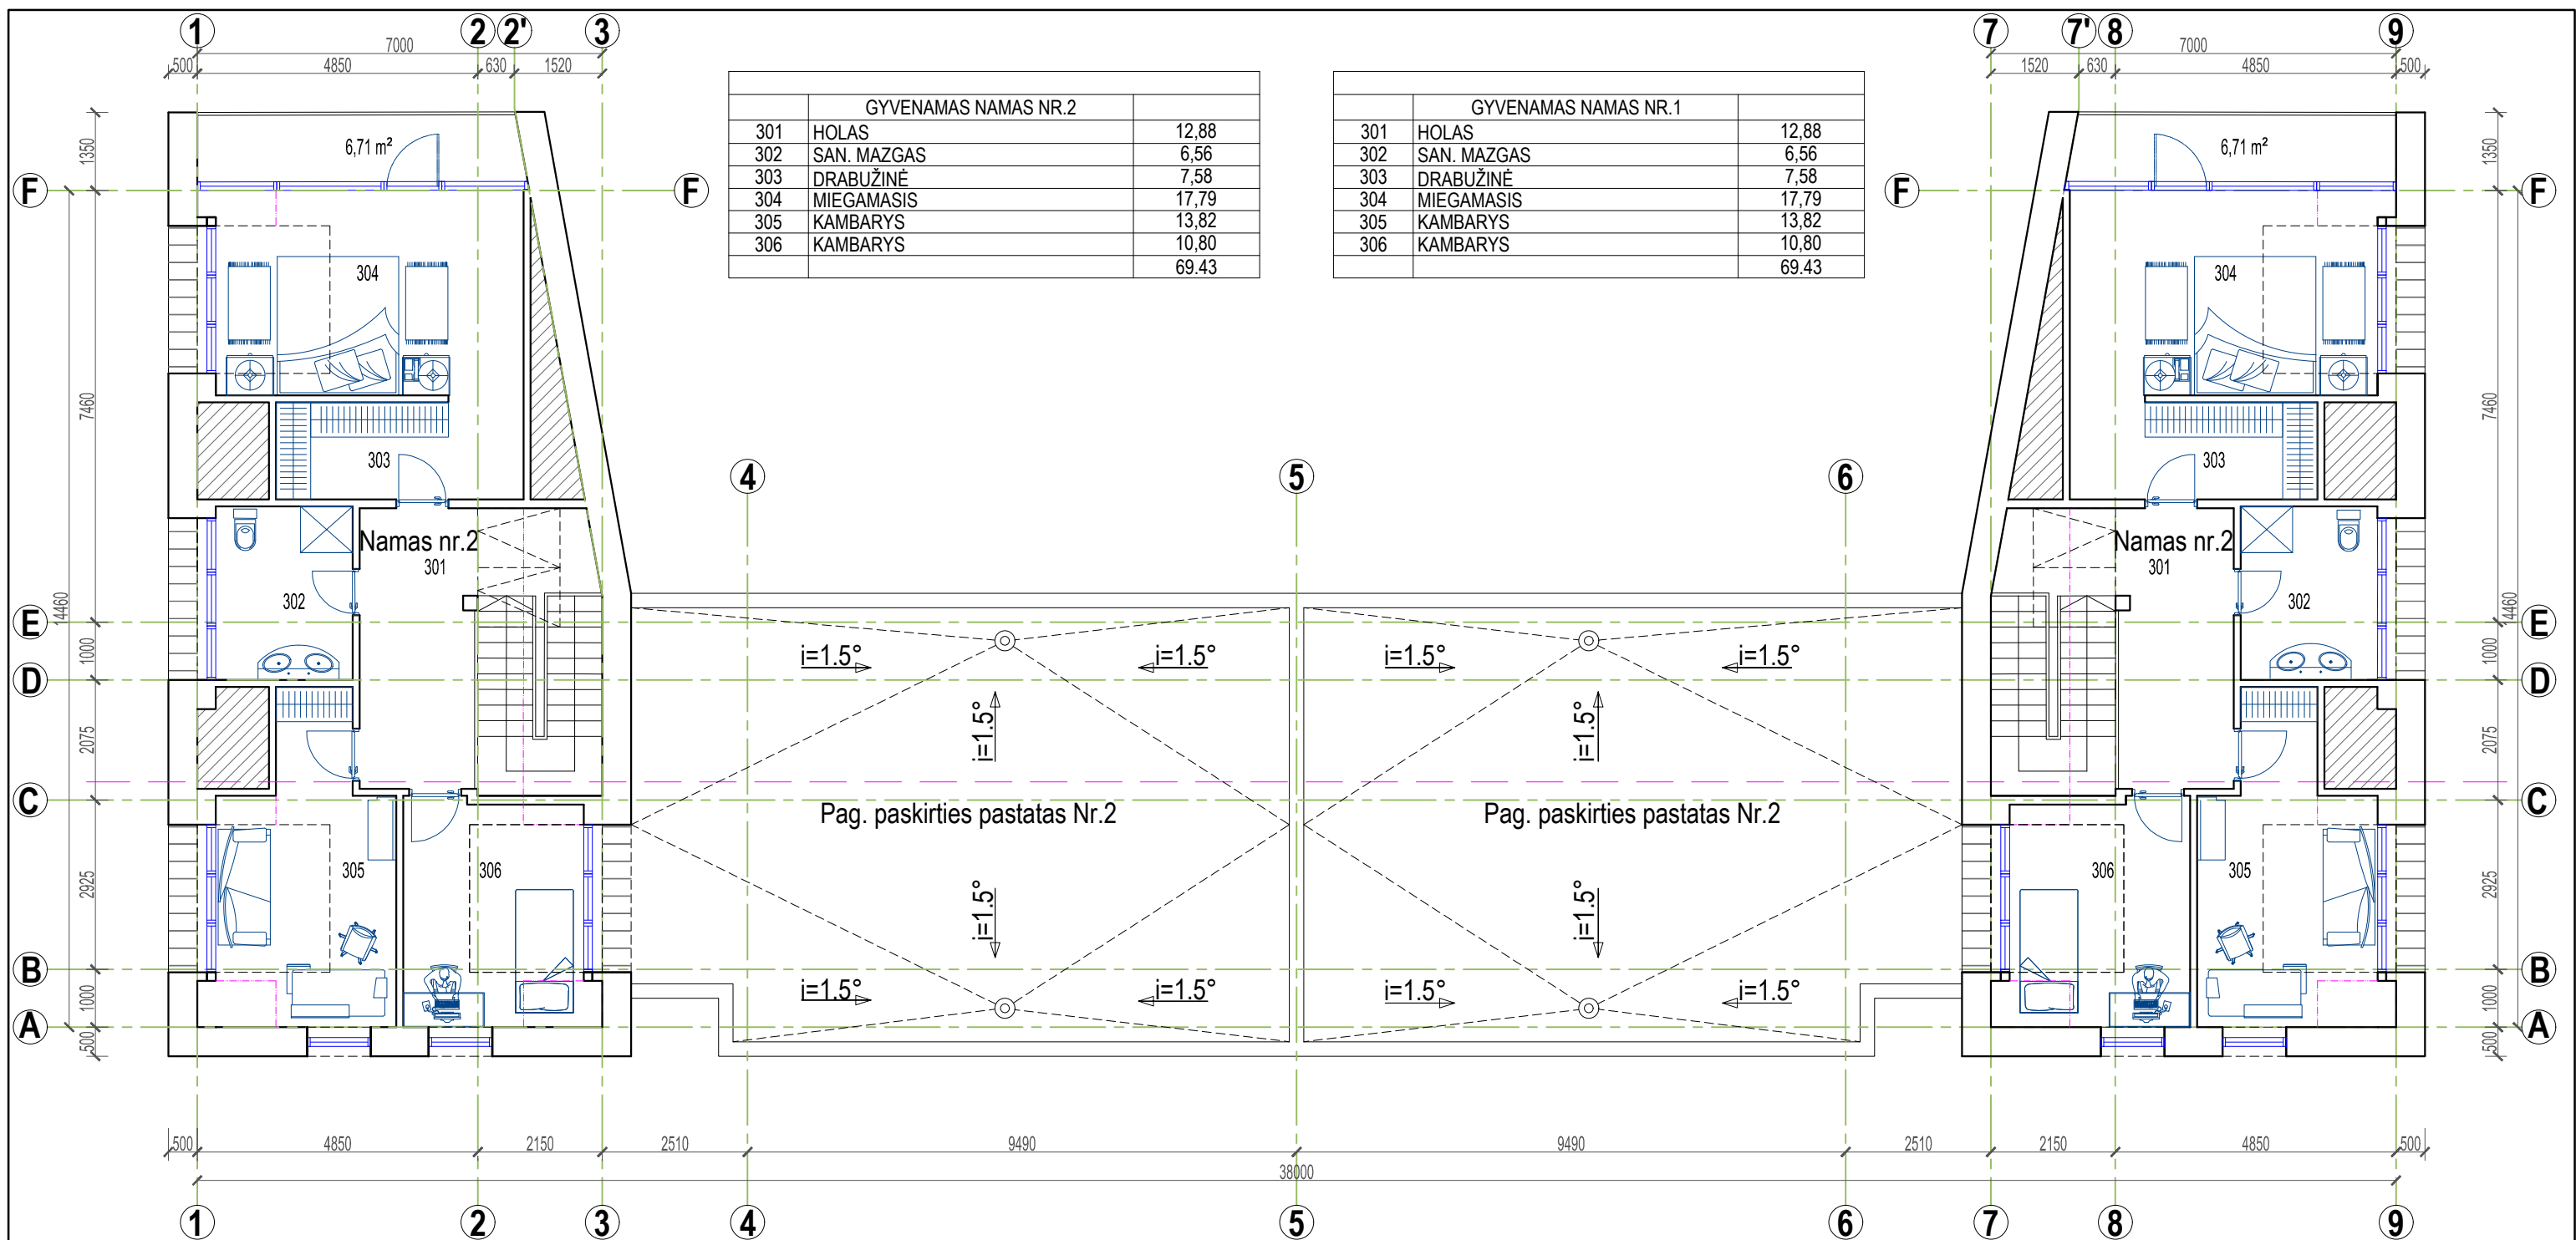 1 2 2' 3 7 7' 8 9
7000 7000
500 4850 630 1520 1520 630 4850 500
GYVENAMAS NAMAS NR.2
301 HOLAS 12,88
302 SAN. MAZGAS 6,56
303 DRABUŽINĖ 7,58
304 MIEGAMASIS 17,79
305 KAMBARYS 13,82
306 KAMBARYS 10,80
69.43
GYVENAMAS NAMAS NR.1
301 HOLAS 12,88
302 SAN. MAZGAS 6,56
303 DRABUŽINĖ 7,58
304 MIEGAMASIS 17,79
305 KAMBARYS 13,82
306 KAMBARYS 10,80
69.43
1350 6,71 m² 6,71 m² 1350
F F F F
304 304
7460 7460
303 303
4 5 6
Namas nr.2 Namas nr.2
301 301
302 302
14460 14460
E E
1000 i=1.5° i=1.5° i=1.5° i=1.5° 1000
D D
2075 i=1.5° i=1.5° 2075
C C
Pag. paskirties pastatas Nr.2 Pag. paskirties pastatas Nr.2
305 306 306 305
2925 i=1.5° i=1.5° 2925
B B
1000 i=1.5° i=1.5° i=1.5° i=1.5° 1000
A A
500 500
500 4850 2150 2510 9490 9490 2510 2150 4850 500
38000
1 2 3 4 5 6 7 8 9